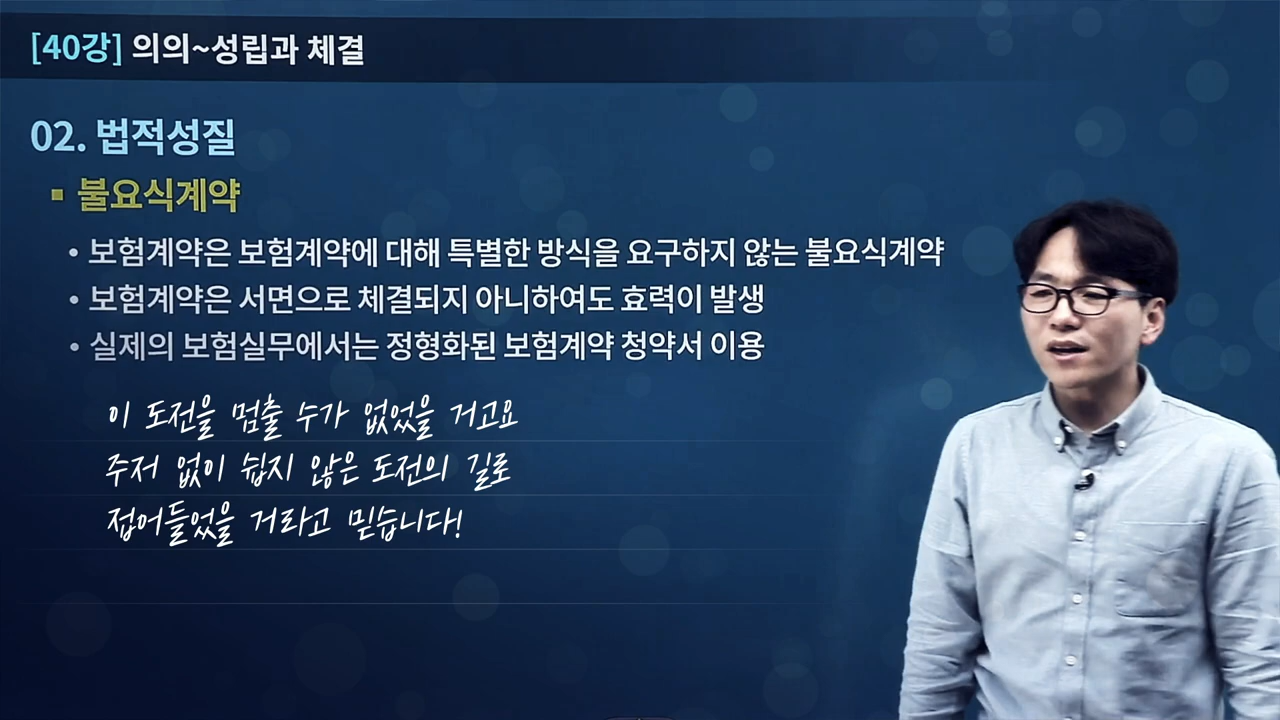 [40강] 의의~성립과 체결
02. 법적성질
▪ 불요식계약
• 보험계약은 보험계약에 대해 특별한 방식을 요구하지 않는 불요식계약
• 보험계약은 서면으로 체결되지 아니하여도 효력이 발생
• 실제의 보험실무에서는 정형화된 보험계약 청약서 이용
이 도전을 멈출 수가 없었을 거고요
주저 없이 쉽지 않은 도전의 길로
접어들었을 거라고 믿습니다!